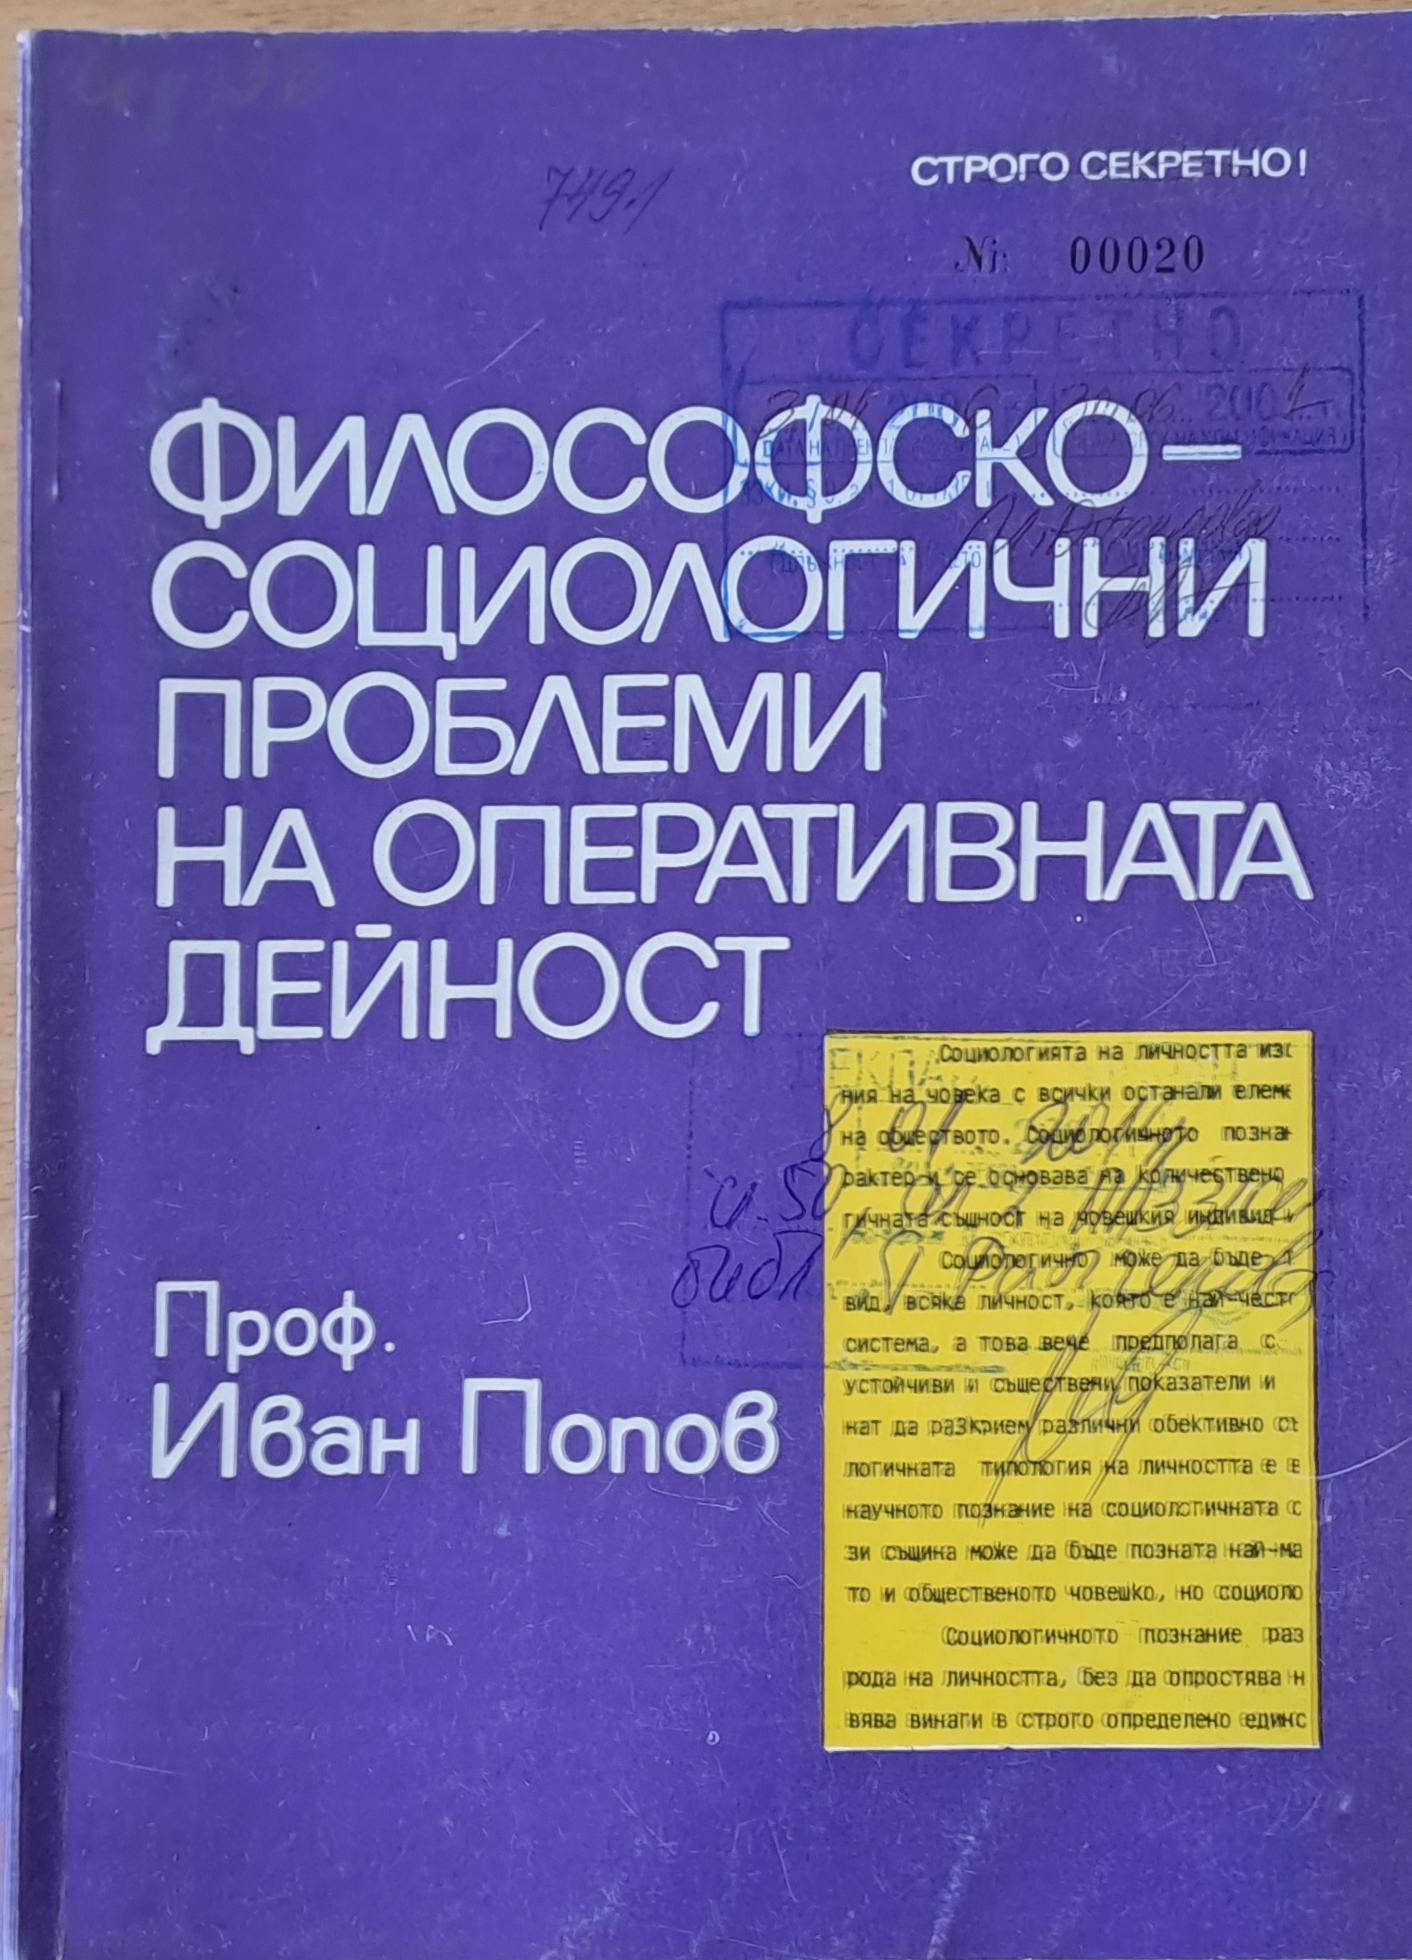 СТРОГО СЕКРЕТНО!
7491
№ 00020
СЕКРЕТНО
ФИЛОСОФСКО-
СОЦИОЛОГИЧНИ
ПРОБЛЕМИ
НА ОПЕРАТИВНАТА
ДЕЙНОСТ
Социологията на личността из
ния на човека с всички останали елем
на обществото. Социологичното позна
рактер и се основава на количествено
гичната същност на човешкия индивид
Социологично може да бъде
вид, всяка личност, която е най-чест
система, а това вече предполага с
устойчиви и съществени показатели и
нат да разкрием различни обективно съ
логичната типология на личността е в
научното познание на социологичната с
зи същина може да бъде позната най-ма
то и общественото човешко, но социоло
Социологичното познание раз
рода на личността, без да опростява н
вява винаги в строго определено единс
Проф.
Иван Попов